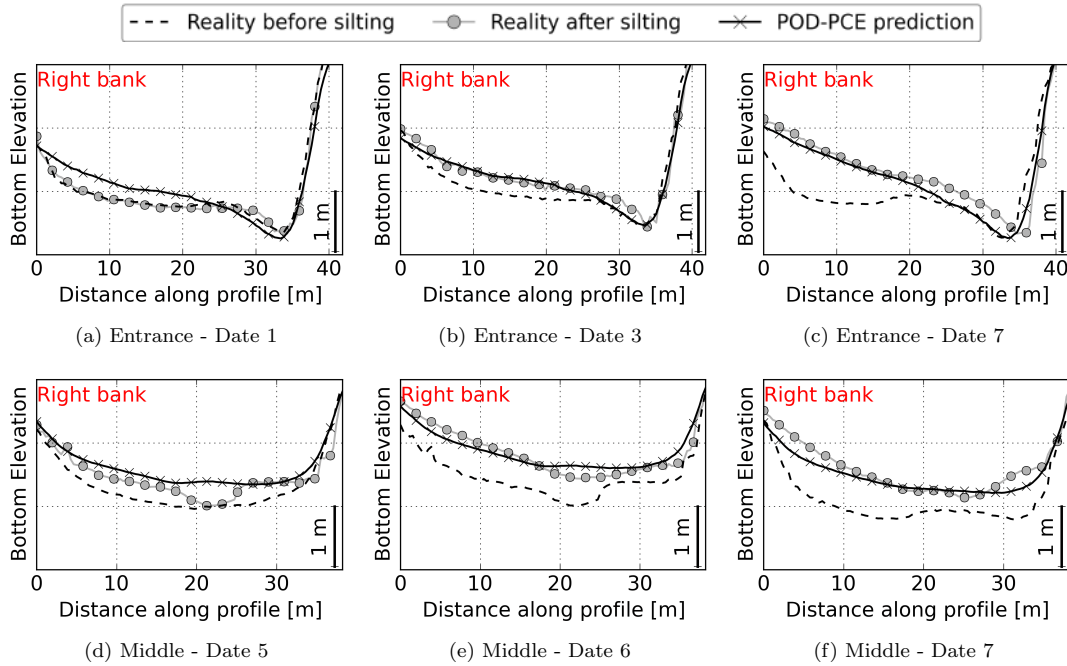 Reality before silting Reality after silting POD-PCE prediction
Right bank Right bank Right bank
Bottom Elevation Bottom Elevation Bottom Elevation
1 m 1 m 1 m
0 10 20 30 40 0 10 20 30 40 0 10 20 30 40
Distance along profile [m] Distance along profile [m] Distance along profile [m]
(a) Entrance - Date 1 (b) Entrance - Date 3 (c) Entrance - Date 7
Right bank Right bank Right bank
Bottom Elevation Bottom Elevation Bottom Elevation
1 m 1 m 1 m
0 10 20 30 0 10 20 30 0 10 20 30
Distance along profile [m] Distance along profile [m] Distance along profile [m]
(d) Middle - Date 5 (e) Middle - Date 6 (f) Middle - Date 7